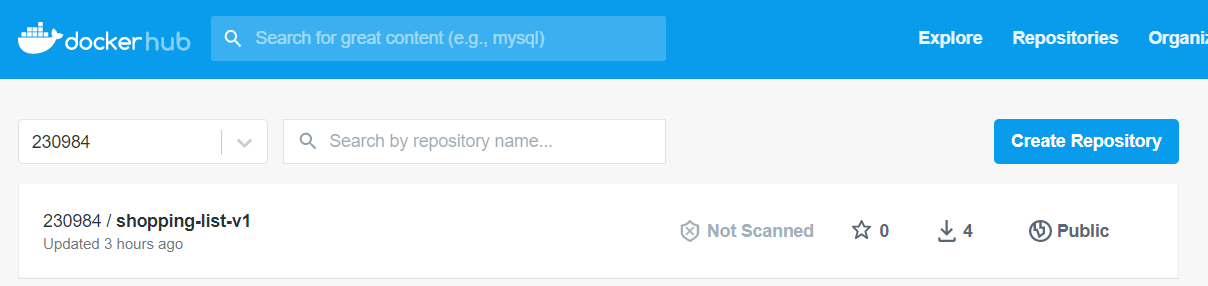 dockerhub Search for great content (e.g., mysql) Explore Repositories Organiz
230984 Search by repository name... Create Repository
230984 / shopping-list-v1 Not Scanned 0 4 Public
Updated 3 hours ago